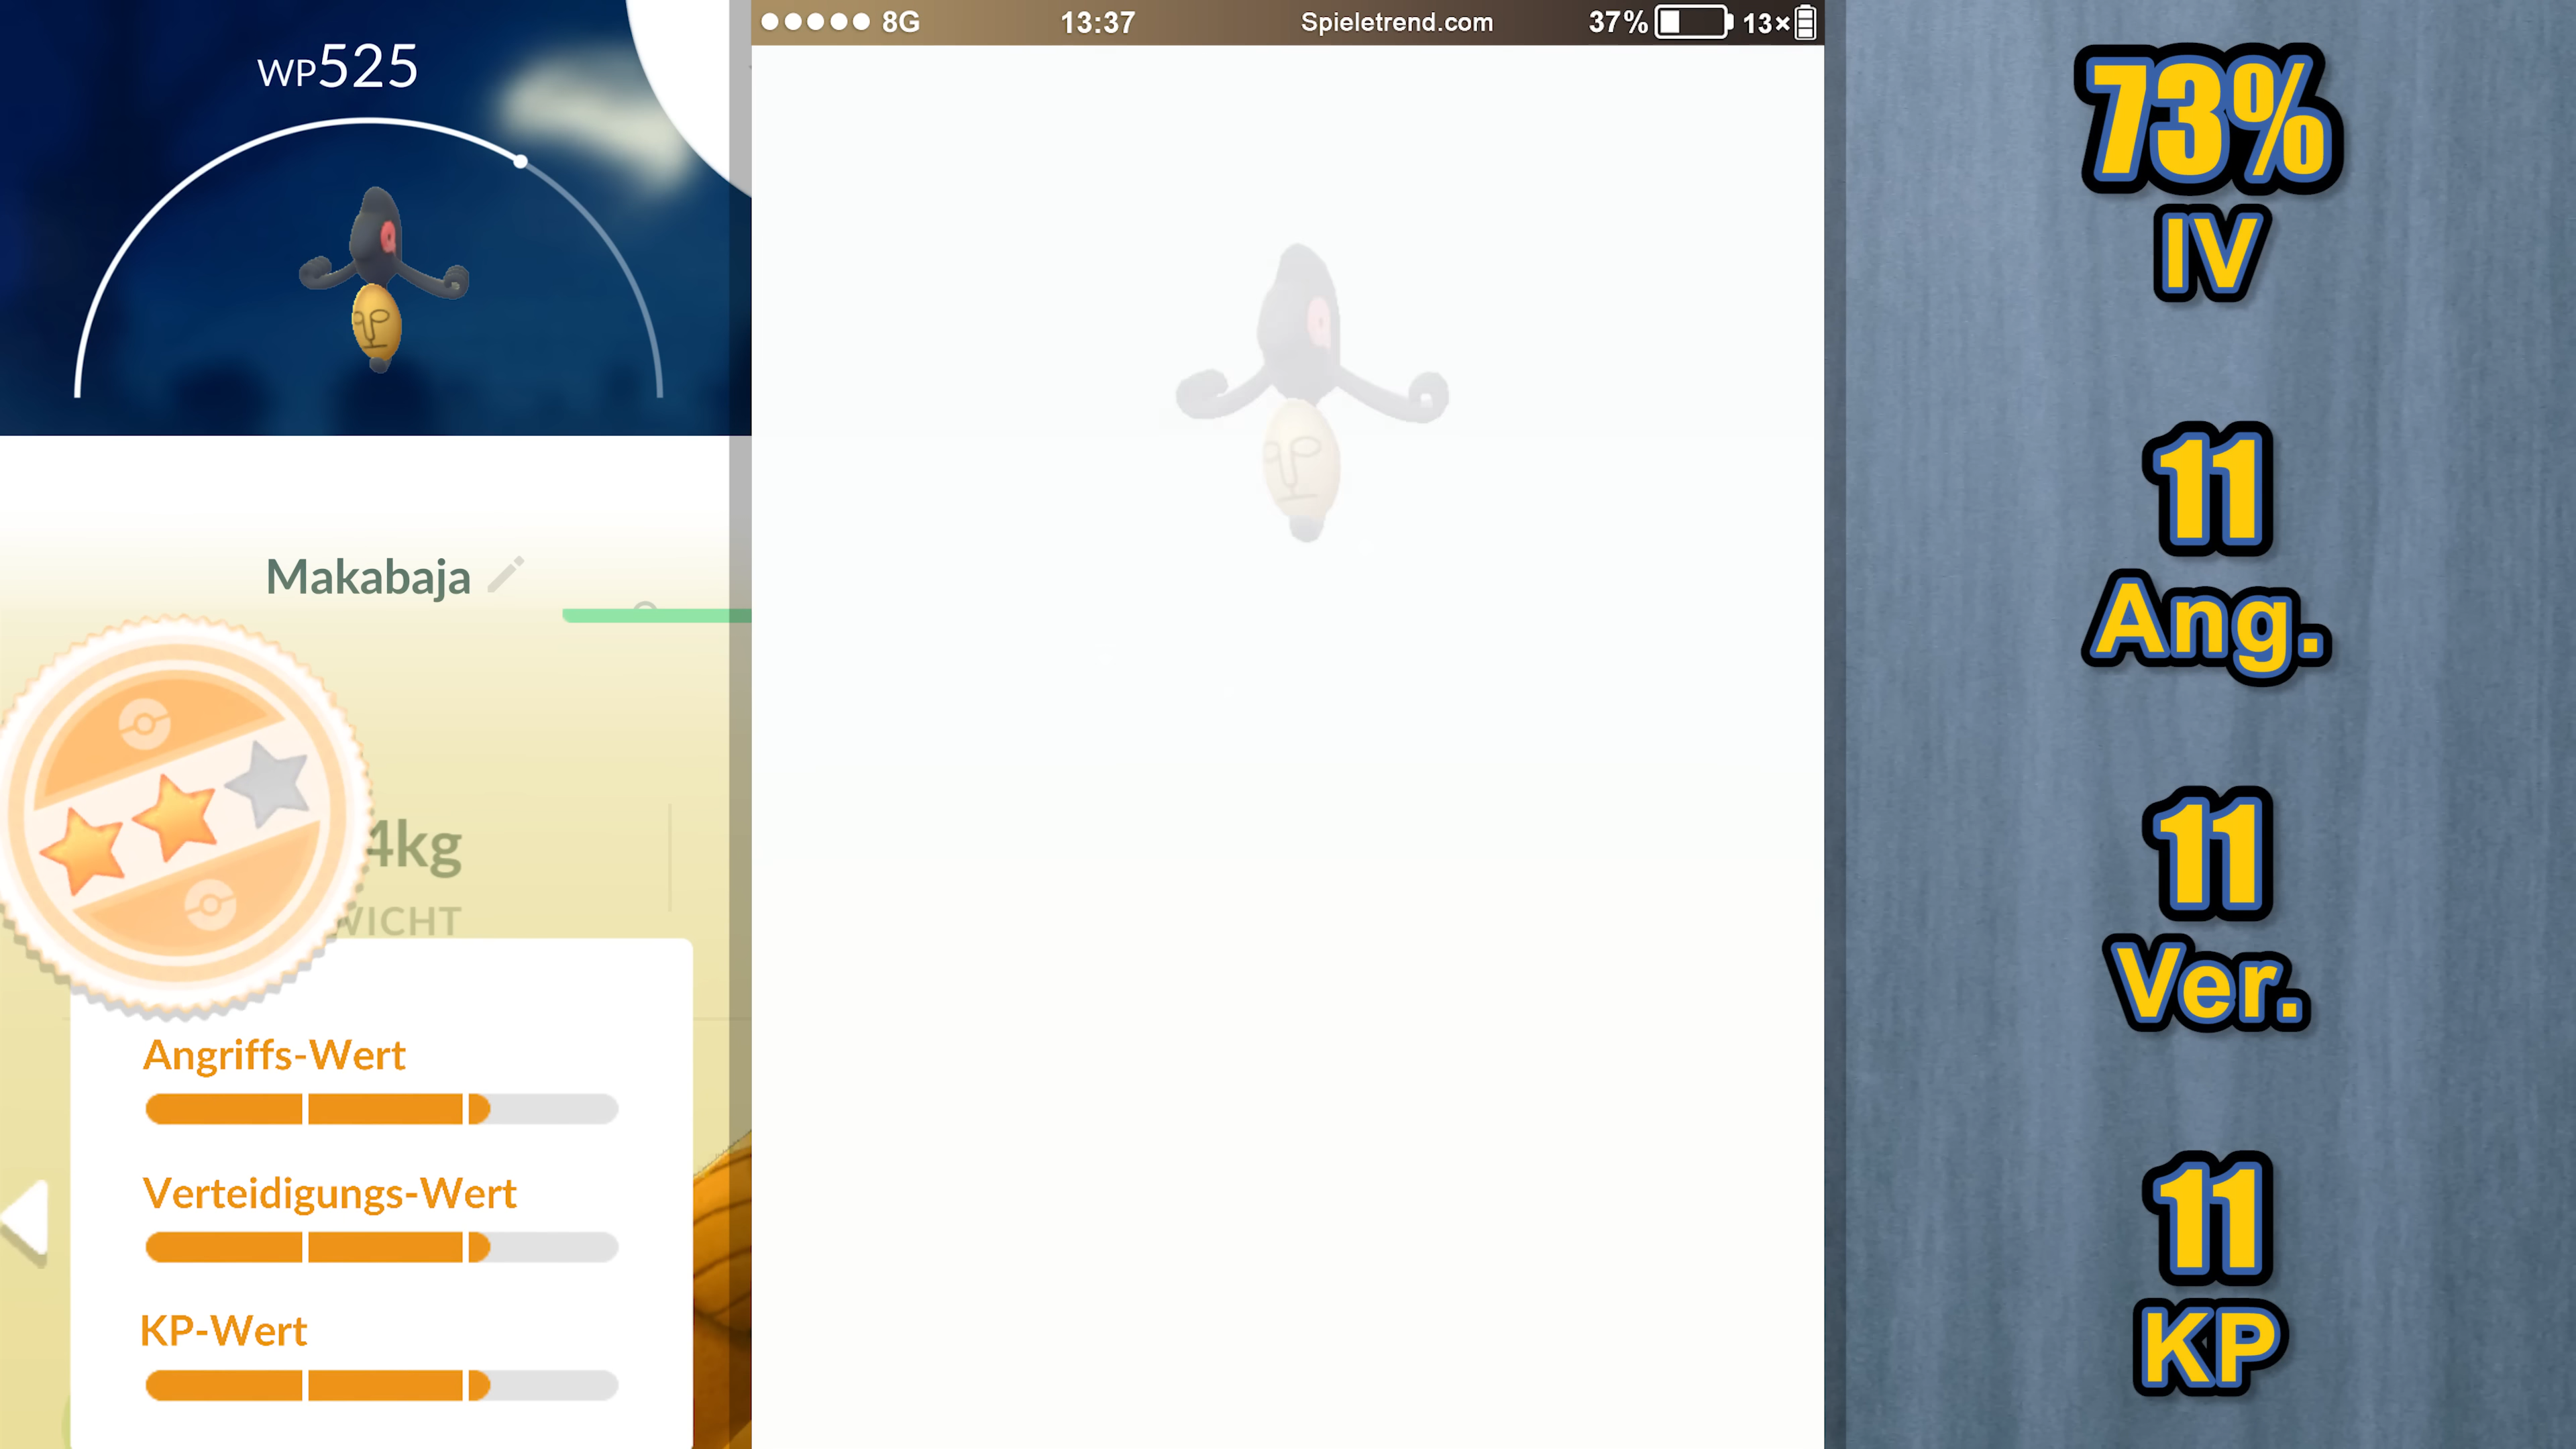 WP525
Makabaja
4kg
WICHT
Angriffs-Wert
Verteidigungs-Wert
KP-Wert
8G 13:37 Spieletrend.com 37% 13×
73%
IV
11
Ang.
11
Ver.
11
KP